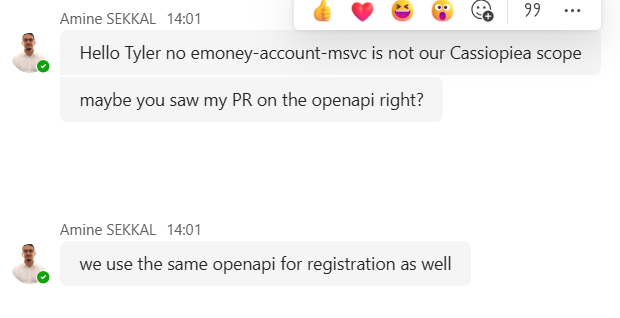 Amine SEKKAL 14:01
Hello Tyler no emoney-account-msvc is not our Cassiopiea scope
maybe you saw my PR on the openapi right?
Amine SEKKAL 14:01
we use the same openapi for registration as well